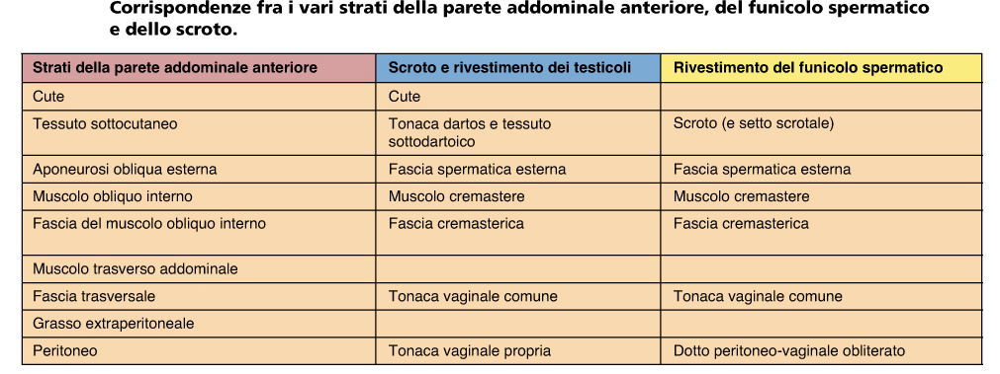 Corrispondenze fra i vari strati della parete addominale anteriore, del funicolo spermatico
e dello scroto.
Strati della parete addominale anteriore Scroto e rivestimento dei testicoli Rivestimento del funicolo spermatico
Cute Cute
Tessuto sottocutaneo Tonaca dartos e tessuto Scroto (e setto scrotale)
sottodartoico
Aponeurosi obliqua esterna Fascia spermatica esterna Fascia spermatica esterna
Muscolo obliquo interno Muscolo cremastere Muscolo cremastere
Fascia del muscolo obliquo interno Fascia cremasterica Fascia cremasterica
Muscolo trasverso addominale
Fascia trasversale Tonaca vaginale comune Tonaca vaginale comune
Grasso extraperitoneale
Peritoneo Tonaca vaginale propria Dotto peritoneo-vaginale obliterato